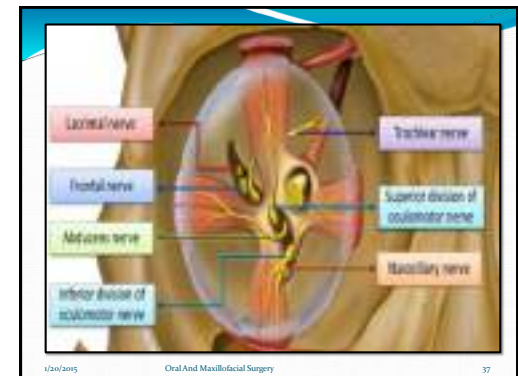 Lacrimal nerve
Frontal nerve
Abducens nerve
Inferior division of
oculomotor nerve
Trochlear nerve
Superior division of
oculomotor nerve
Maxillary nerve
1/20/2015 Oral And Maxillofacial Surgery 37